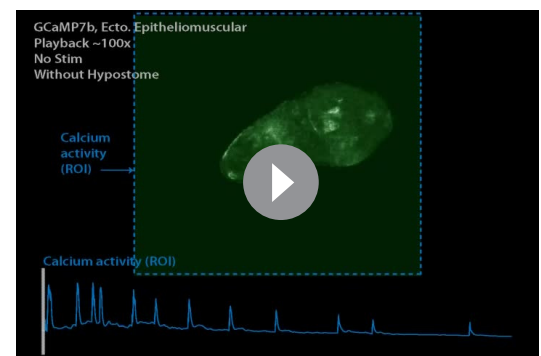 GCaMP7b, Ecto. Epitheliomuscular
Playback ~100x
No Stim
Without Hypostome
Calcium
activity
(ROI)
Calcium activity (ROI)